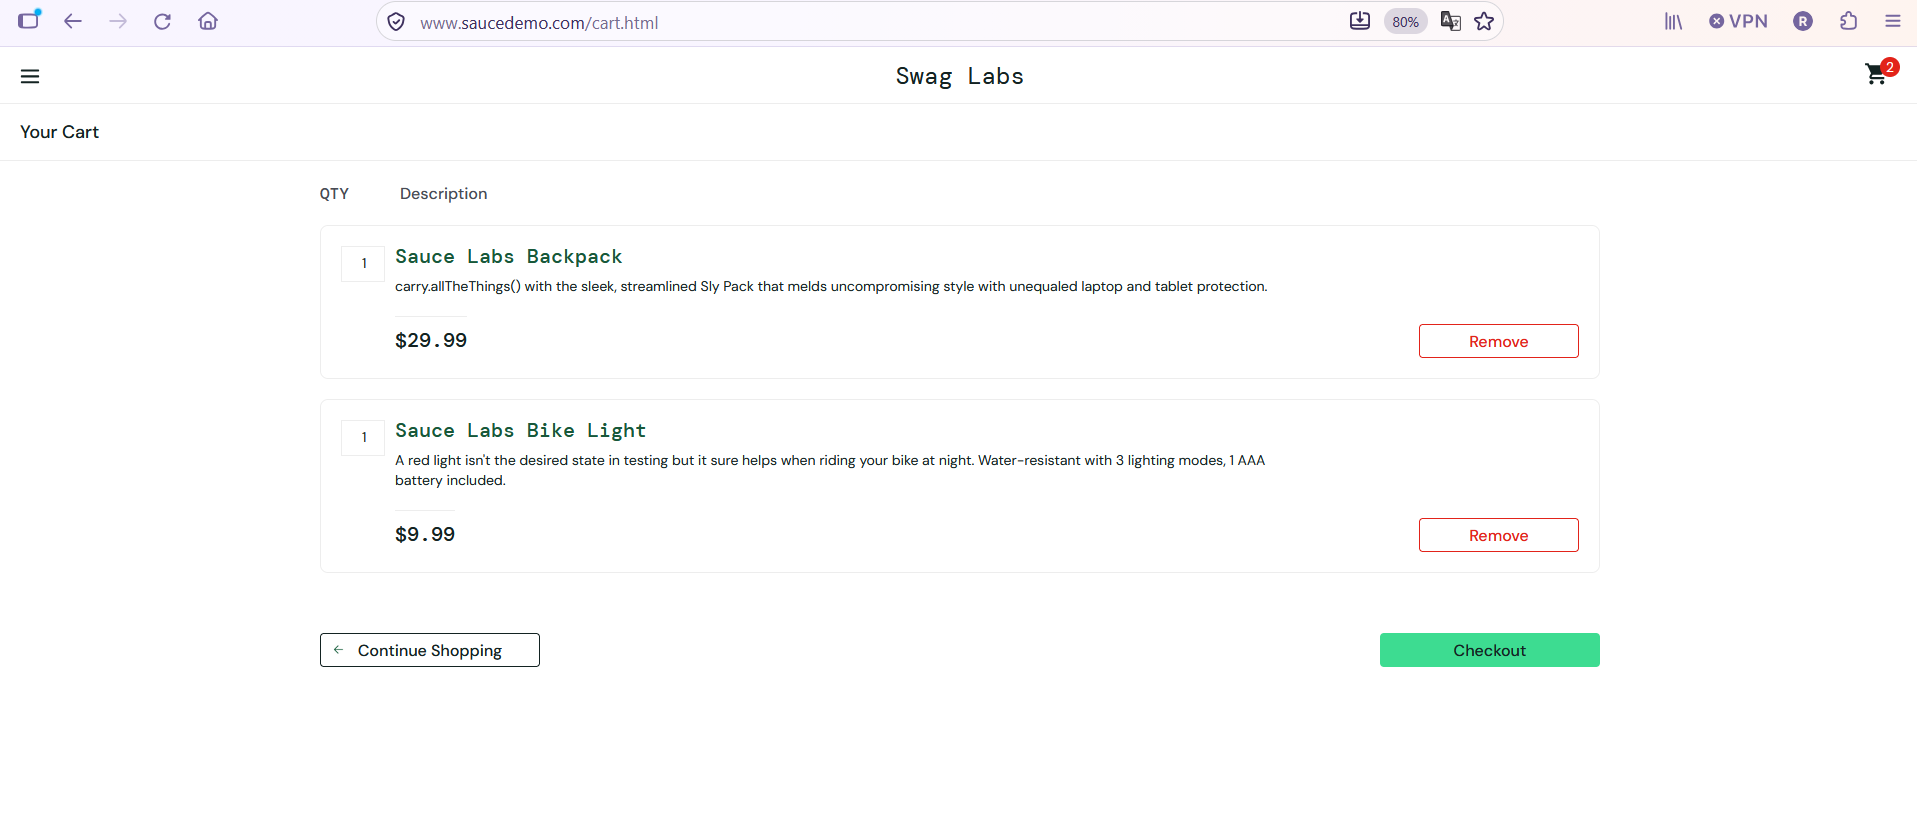 www.saucedemo.com/cart.html
80%
VPN
R
Swag Labs
2
Your Cart
QTY Description
1 Sauce Labs Backpack
carry.allTheThings() with the sleek, streamlined Sly Pack that melds uncompromising style with unequaled laptop and tablet protection.
$29.99
Remove
1 Sauce Labs Bike Light
A red light isn't the desired state in testing but it sure helps when riding your bike at night. Water-resistant with 3 lighting modes, 1 AAA
battery included.
$9.99
Remove
Continue Shopping
Checkout